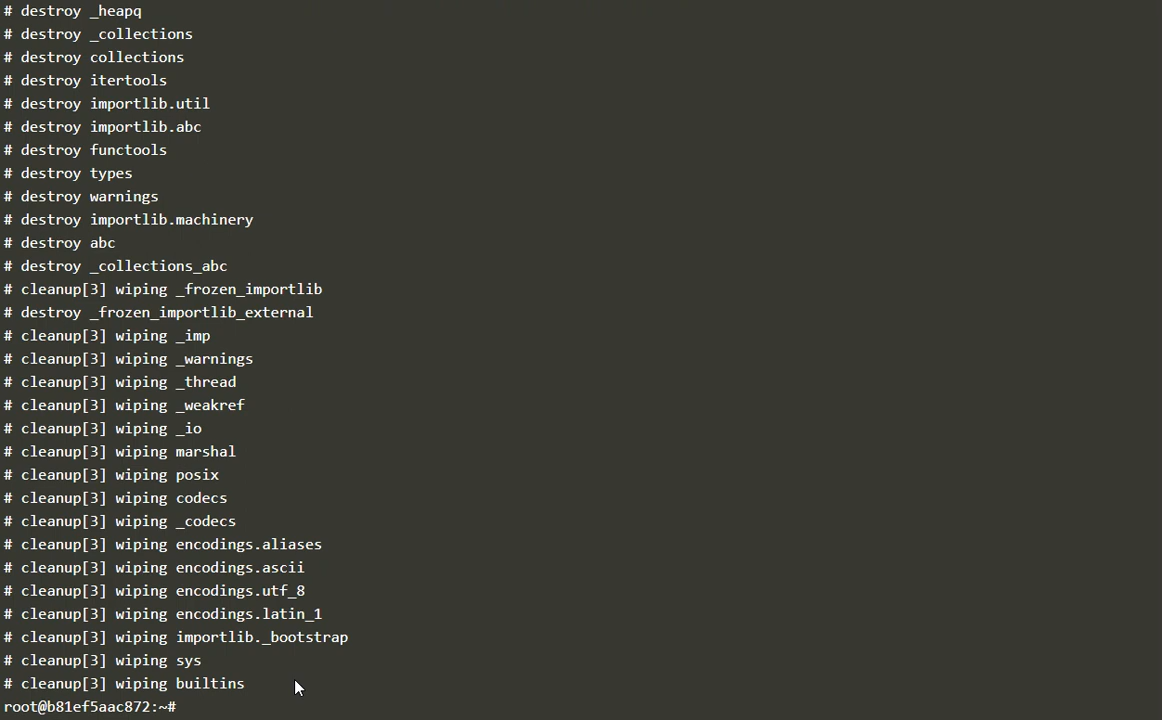 # destroy _heapq
# destroy _collections
# destroy collections
# destroy itertools
# destroy importlib.util
# destroy importlib.abc
# destroy functools
# destroy types
# destroy warnings
# destroy importlib.machinery
# destroy abc
# destroy _collections_abc
# cleanup[3] wiping _frozen_importlib
# destroy _frozen_importlib_external
# cleanup[3] wiping _imp
# cleanup[3] wiping _warnings
# cleanup[3] wiping _thread
# cleanup[3] wiping _weakref
# cleanup[3] wiping _io
# cleanup[3] wiping marshal
# cleanup[3] wiping posix
# cleanup[3] wiping codecs
# cleanup[3] wiping _codecs
# cleanup[3] wiping encodings.aliases
# cleanup[3] wiping encodings.ascii
# cleanup[3] wiping encodings.utf_8
# cleanup[3] wiping encodings.latin_1
# cleanup[3] wiping importlib._bootstrap
# cleanup[3] wiping sys
# cleanup[3] wiping builtins
root@b81ef5aac872:~#